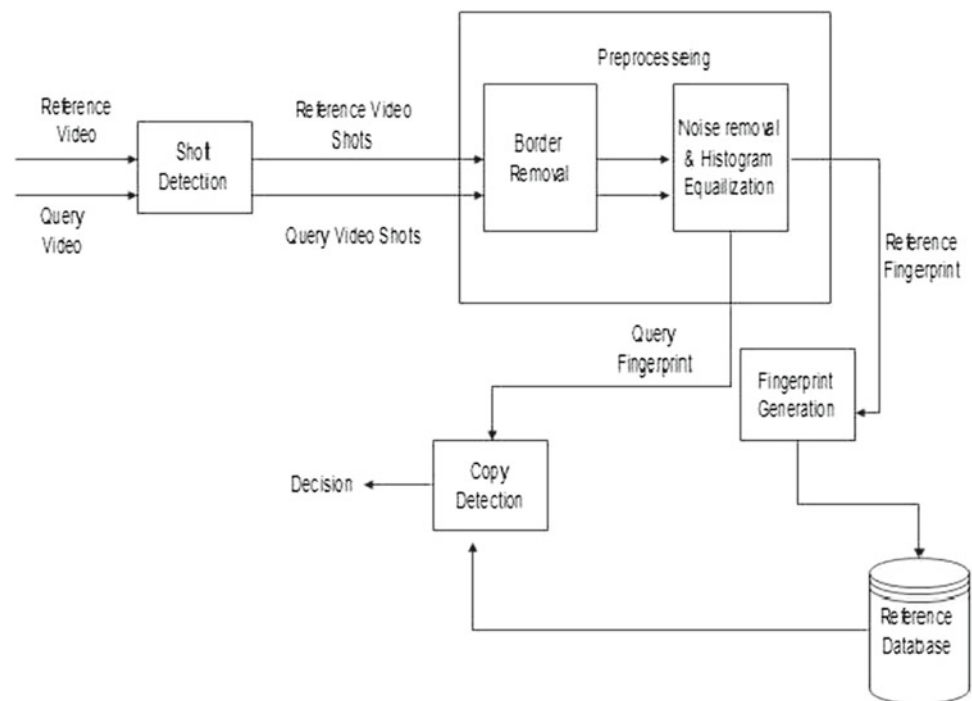 Preprocesseing
Reference
Video
Reference Video
Shots
Shot
Detection
Border
Removal
Noise removal
& Histogram
Equailization
Query
Video
Query Video Shots
Reference
Fingerprint
Query
Fingerprint
Fingerprint
Generation
Copy
Detection
Decision
Reference
Database